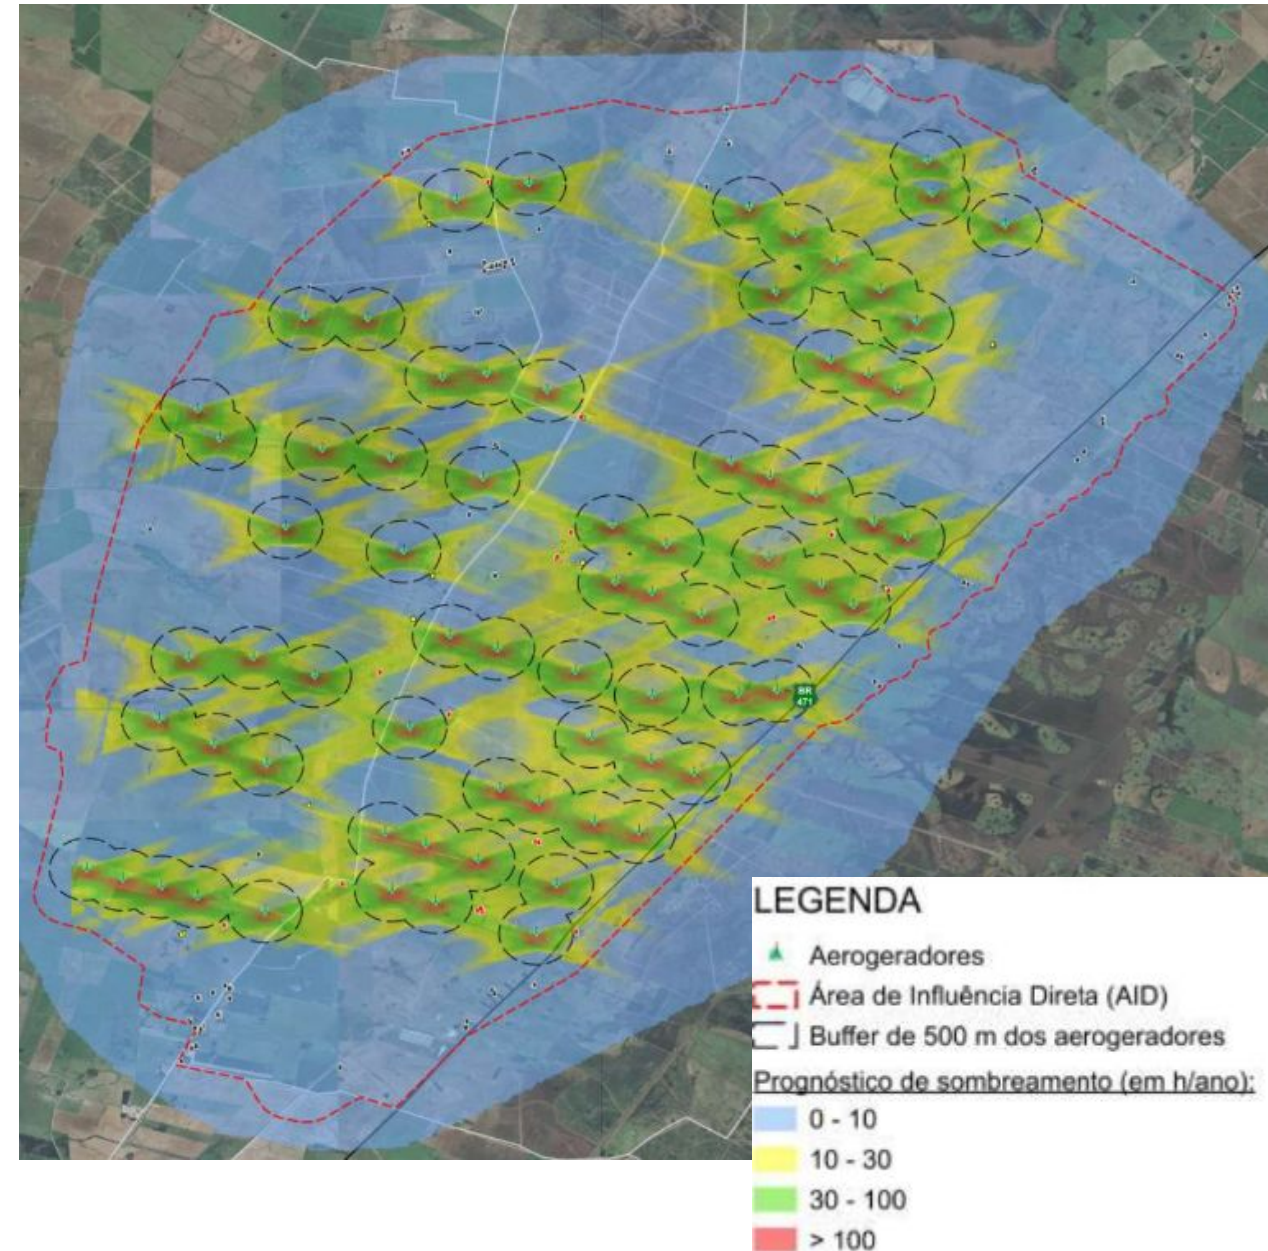 BR
471
LEGENDA
Aerogeradores
Área de Influência Direta (AID)
Buffer de 500 m dos aerogeradores
Prognóstico de sombreamento (em h/ano):
0 - 10
10 - 30
30 - 100
> 100